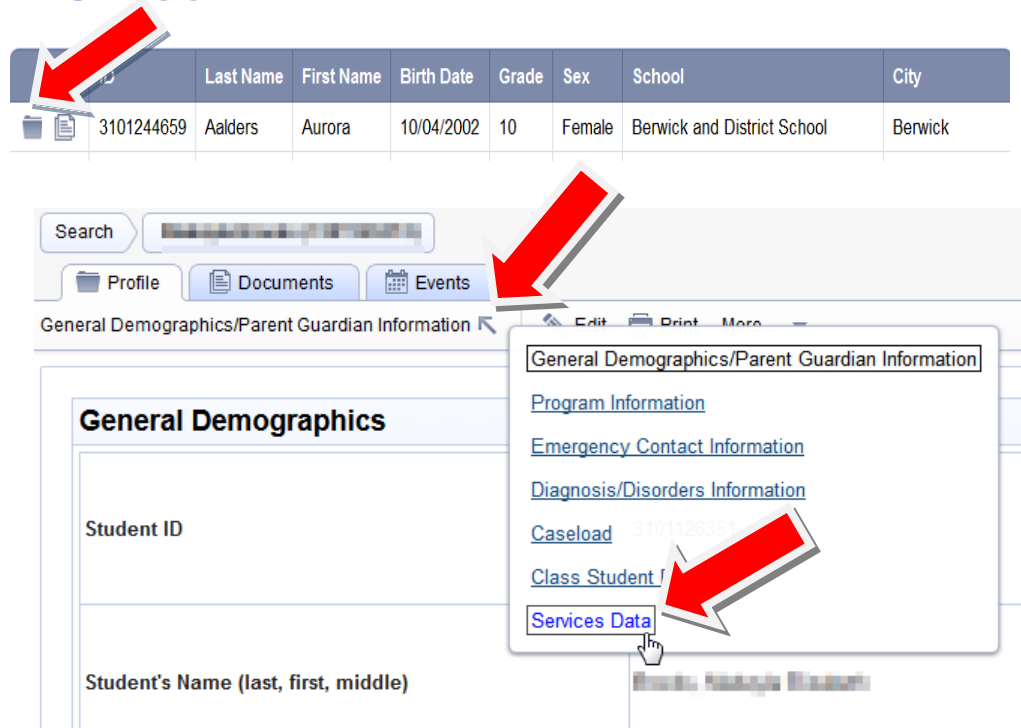 ID Last Name First Name Birth Date Grade Sex School City
3101244659 Aalders Aurora 10/04/2002 10 Female Berwick and District School Berwick
Search
Profile Documents Events
General Demographics/Parent Guardian Information Edit Print More
General Demographics/Parent Guardian Information
Program Information
General Demographics
Emergency Contact Information
Diagnosis/Disorders Information
Student ID
Caseload 3101126351
Class Student
Services Data
Student's Name (last, first, middle)